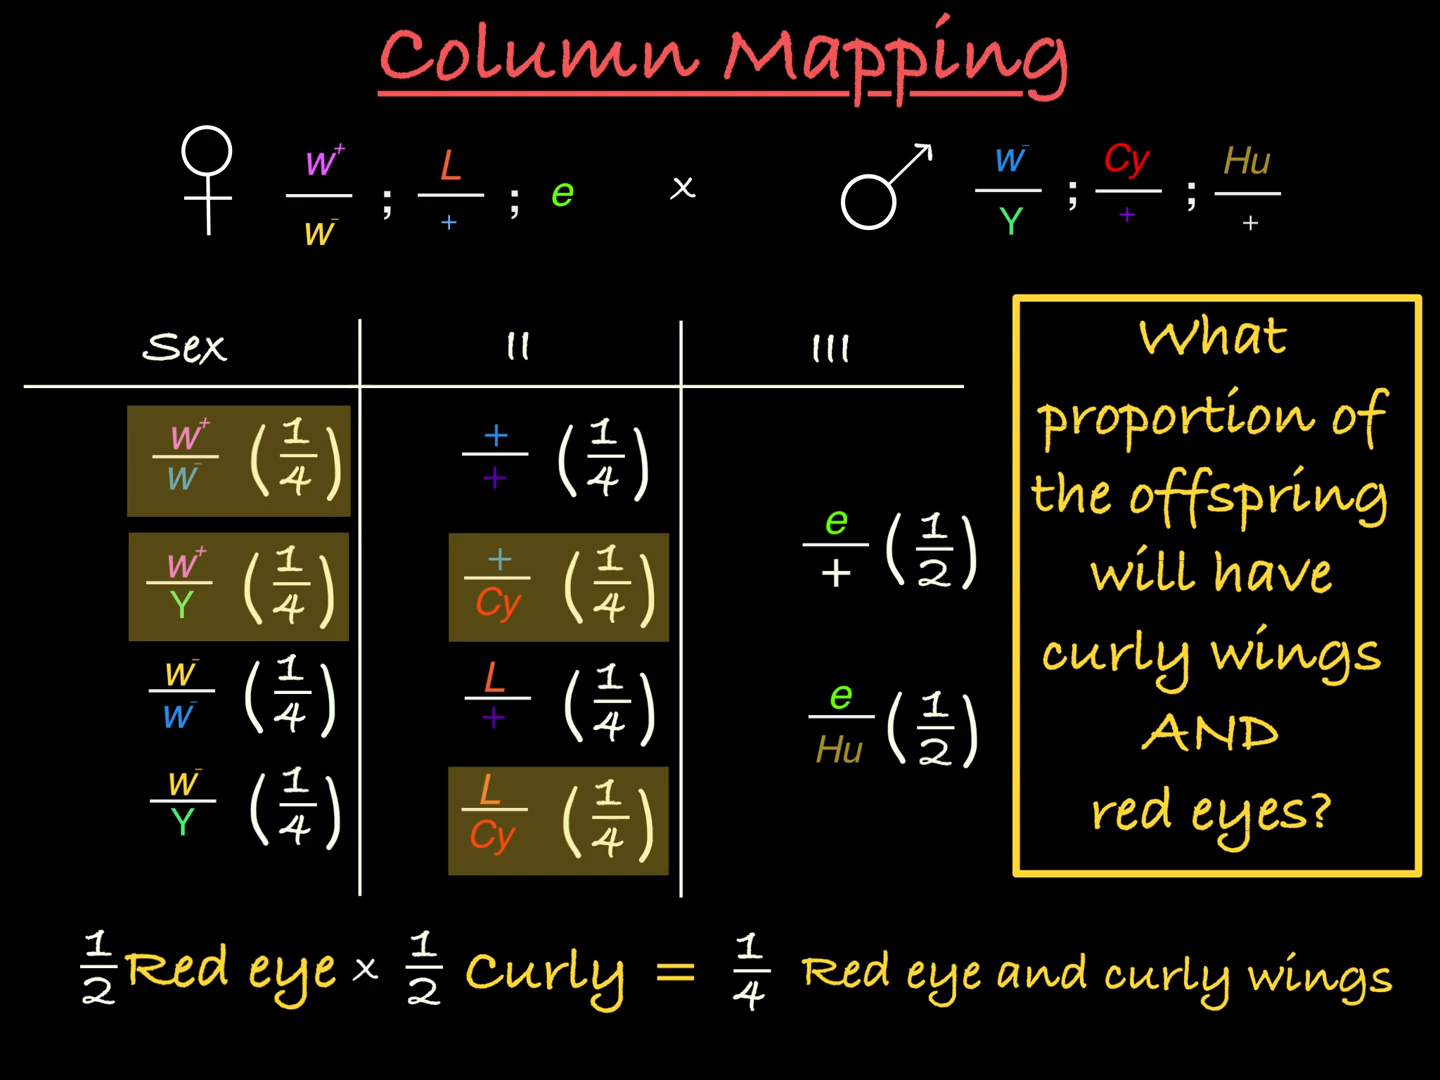 Column Mapping
w⁺/w⁻ ; L/+ ; e x w⁻/Y ; Cy/+ ; Hu/+
Sex II III
w⁺/w⁻ (1/4) +/+ (1/4)
e/+ (1/2)
w⁺/Y (1/4) +/Cy (1/4)
w⁻/w⁻ (1/4) L/+ (1/4)
e/Hu (1/2)
w⁻/Y (1/4) L/Cy (1/4)
What
proportion of
the offspring
will have
curly wings
AND
red eyes?
1/2 Red eye x 1/2 Curly = 1/4 Red eye and curly wings